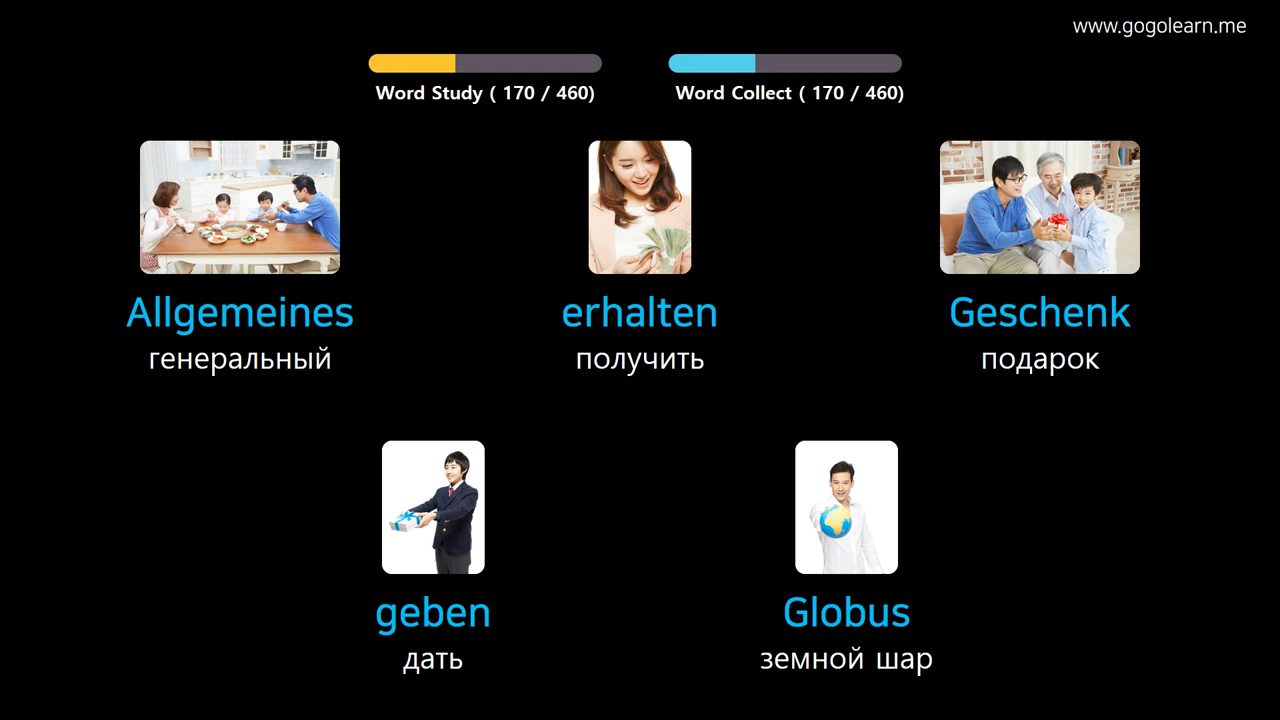 www.gogolearn.me
Word Study ( 170 / 460)
Word Collect ( 170 / 460)
Allgemeines
генеральный
erhalten
получить
Geschenk
подарок
geben
дать
Globus
земной шар